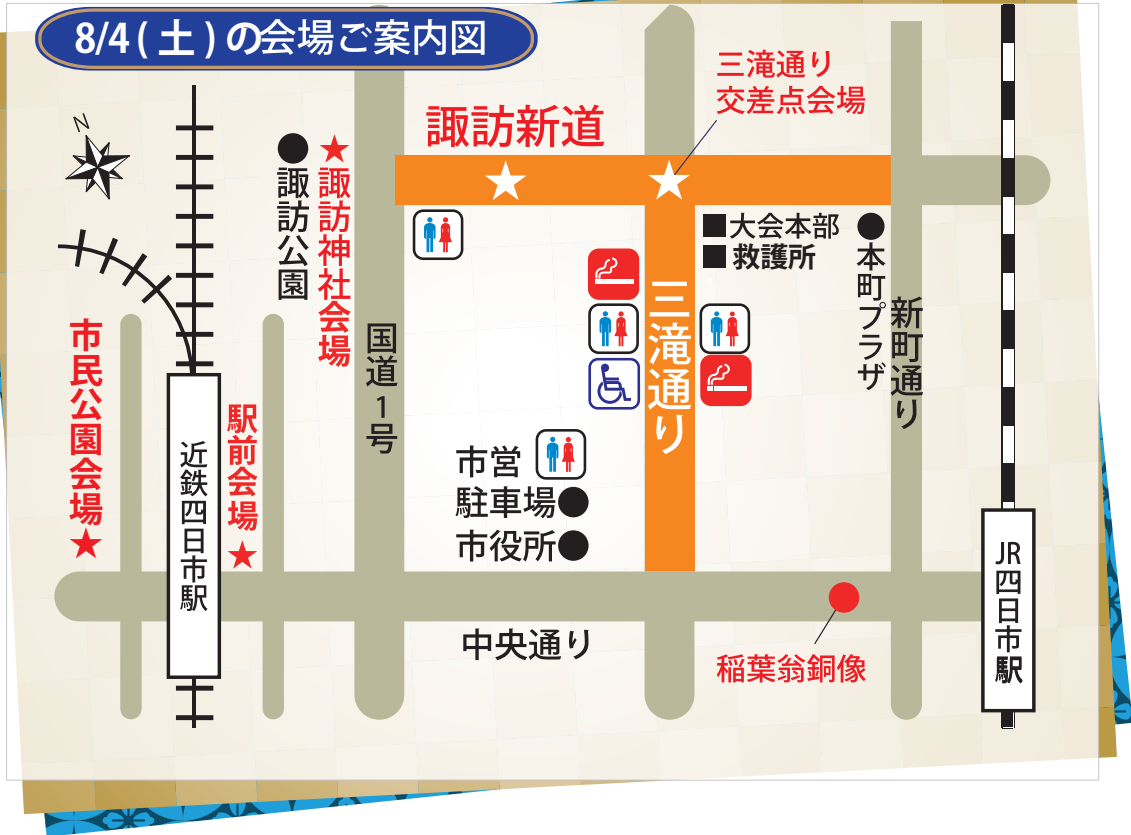 8/4(土)の会場ご案内図
N
三滝通り
交差点会場
諏訪新道
●諏訪公園
★諏訪神社会場
■大会本部
■救護所
●本町プラザ
新町通り
国道1号
三滝通り
市民公園会場★
駅前会場★
近鉄四日市駅
市営
駐車場●
市役所●
JR四日市駅
中央通り
稲葉翁銅像